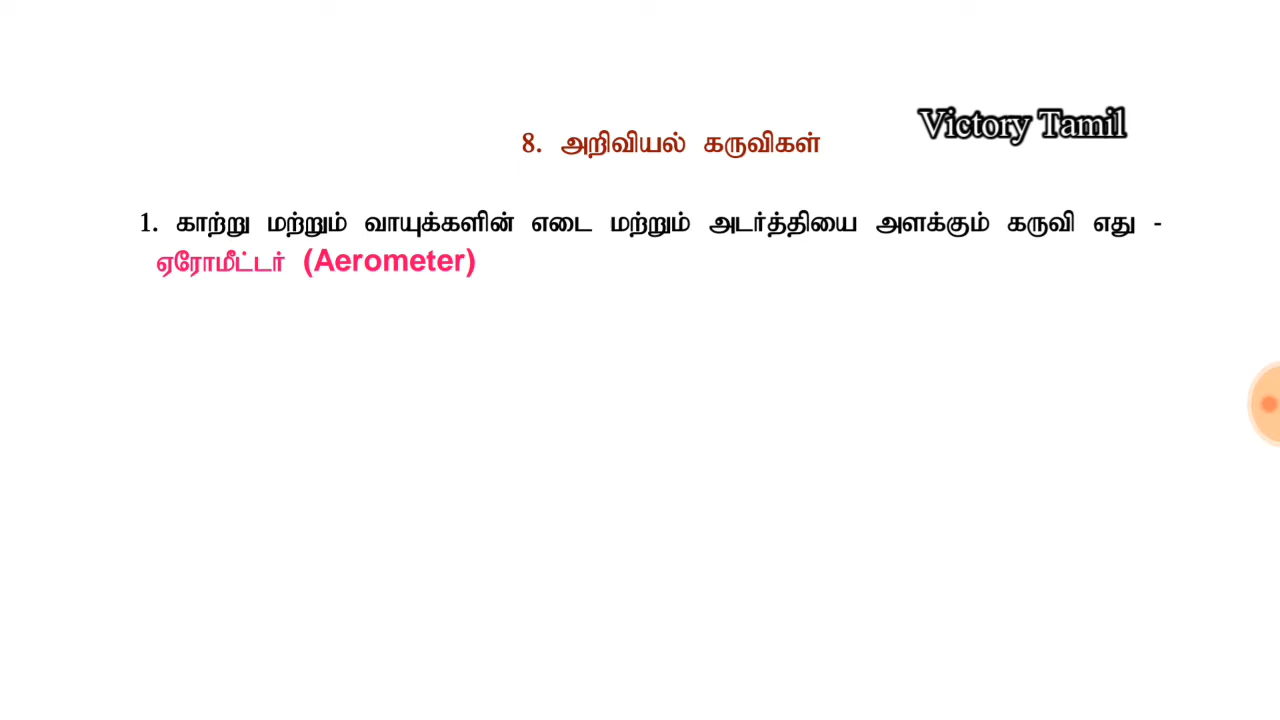 Victory Tamil
8. அறிவியல் கருவிகள்
1. காற்று மற்றும் வாயுக்களின் எடை மற்றும் அடர்த்தியை அளக்கும் கருவி எது -
ஏரோமீட்டர் (Aerometer)